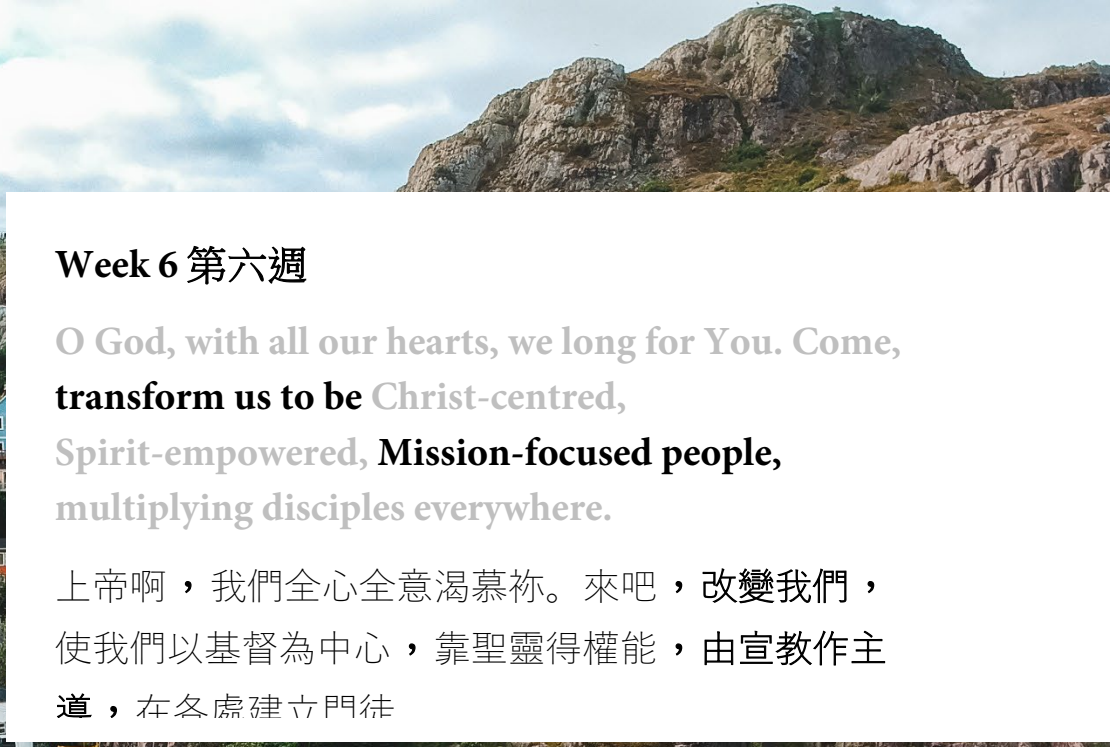 Week 6 第六週
O God, with all our hearts, we long for You. Come,
transform us to be Christ-centred,
Spirit-empowered, Mission-focused people,
multiplying disciples everywhere.
上帝啊，我們全心全意渴慕祢。來吧，改變我們，
使我們以基督為中心，靠聖靈得權能，由宣教作主
道，在各處建立門徒